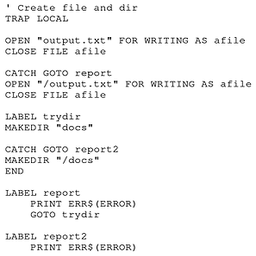 ' Create file and dir
TRAP LOCAL
OPEN "output.txt" FOR WRITING AS afile
CLOSE FILE afile
CATCH GOTO report
OPEN "/output.txt" FOR WRITING AS afile
CLOSE FILE afile
LABEL trydir
MAKEDIR "docs"
CATCH GOTO report2
MAKEDIR "/docs"
END
LABEL report
    PRINT ERR$(ERROR)
    GOTO trydir
LABEL report2
    PRINT ERR$(ERROR)